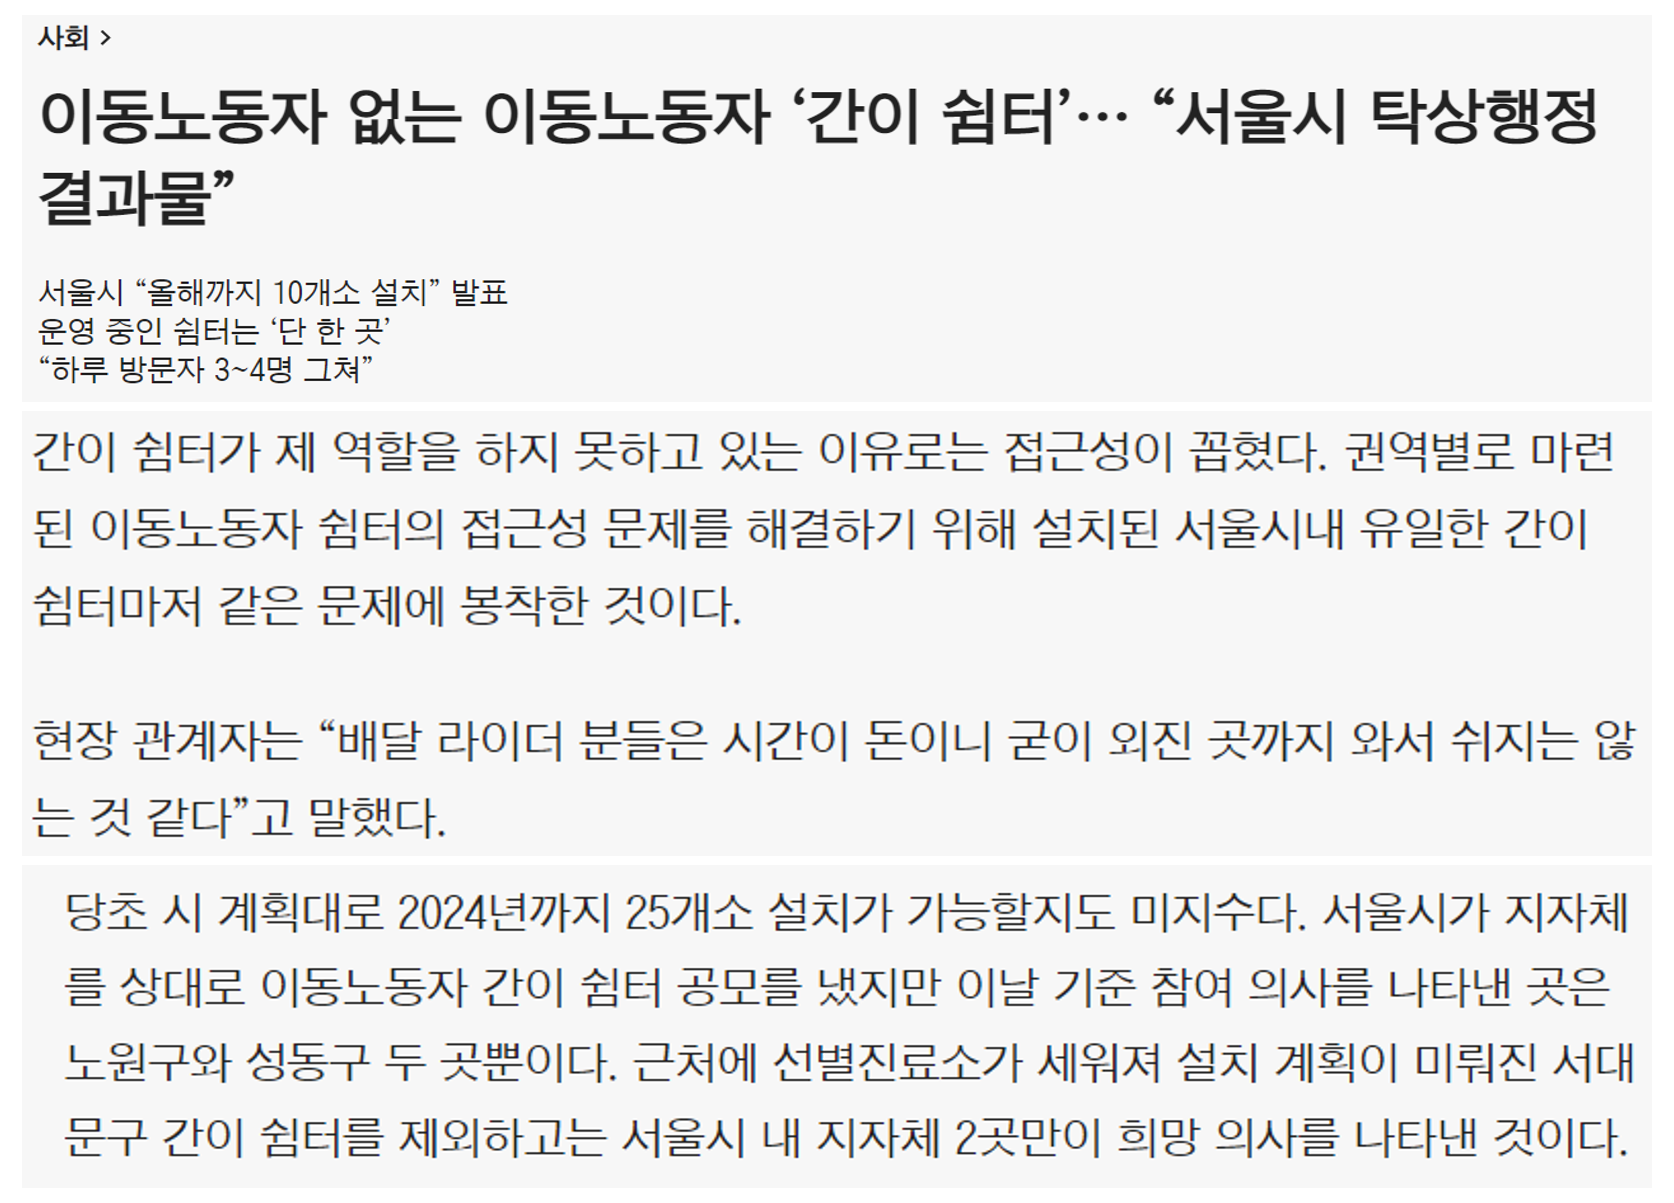 사회 >
이동노동자 없는 이동노동자 ‘간이 쉼터’… “서울시 탁상행정
결과물”
서울시 “올해까지 10개소 설치” 발표
운영 중인 쉼터는 ‘단 한 곳’
“하루 방문자 3~4명 그쳐”
간이 쉼터가 제 역할을 하지 못하고 있는 이유로는 접근성이 꼽혔다. 권역별로 마련
된 이동노동자 쉼터의 접근성 문제를 해결하기 위해 설치된 서울시내 유일한 간이
쉼터마저 같은 문제에 봉착한 것이다.
현장 관계자는 “배달 라이더 분들은 시간이 돈이니 굳이 외진 곳까지 와서 쉬지는 않
는 것 같다”고 말했다.
당초 시 계획대로 2024년까지 25개소 설치가 가능할지도 미지수다. 서울시가 지자체
를 상대로 이동노동자 간이 쉼터 공모를 냈지만 이날 기준 참여 의사를 나타낸 곳은
노원구와 성동구 두 곳뿐이다. 근처에 선별진료소가 세워져 설치 계획이 미뤄진 서대
문구 간이 쉼터를 제외하고는 서울시 내 지자체 2곳만이 희망 의사를 나타낸 것이다.